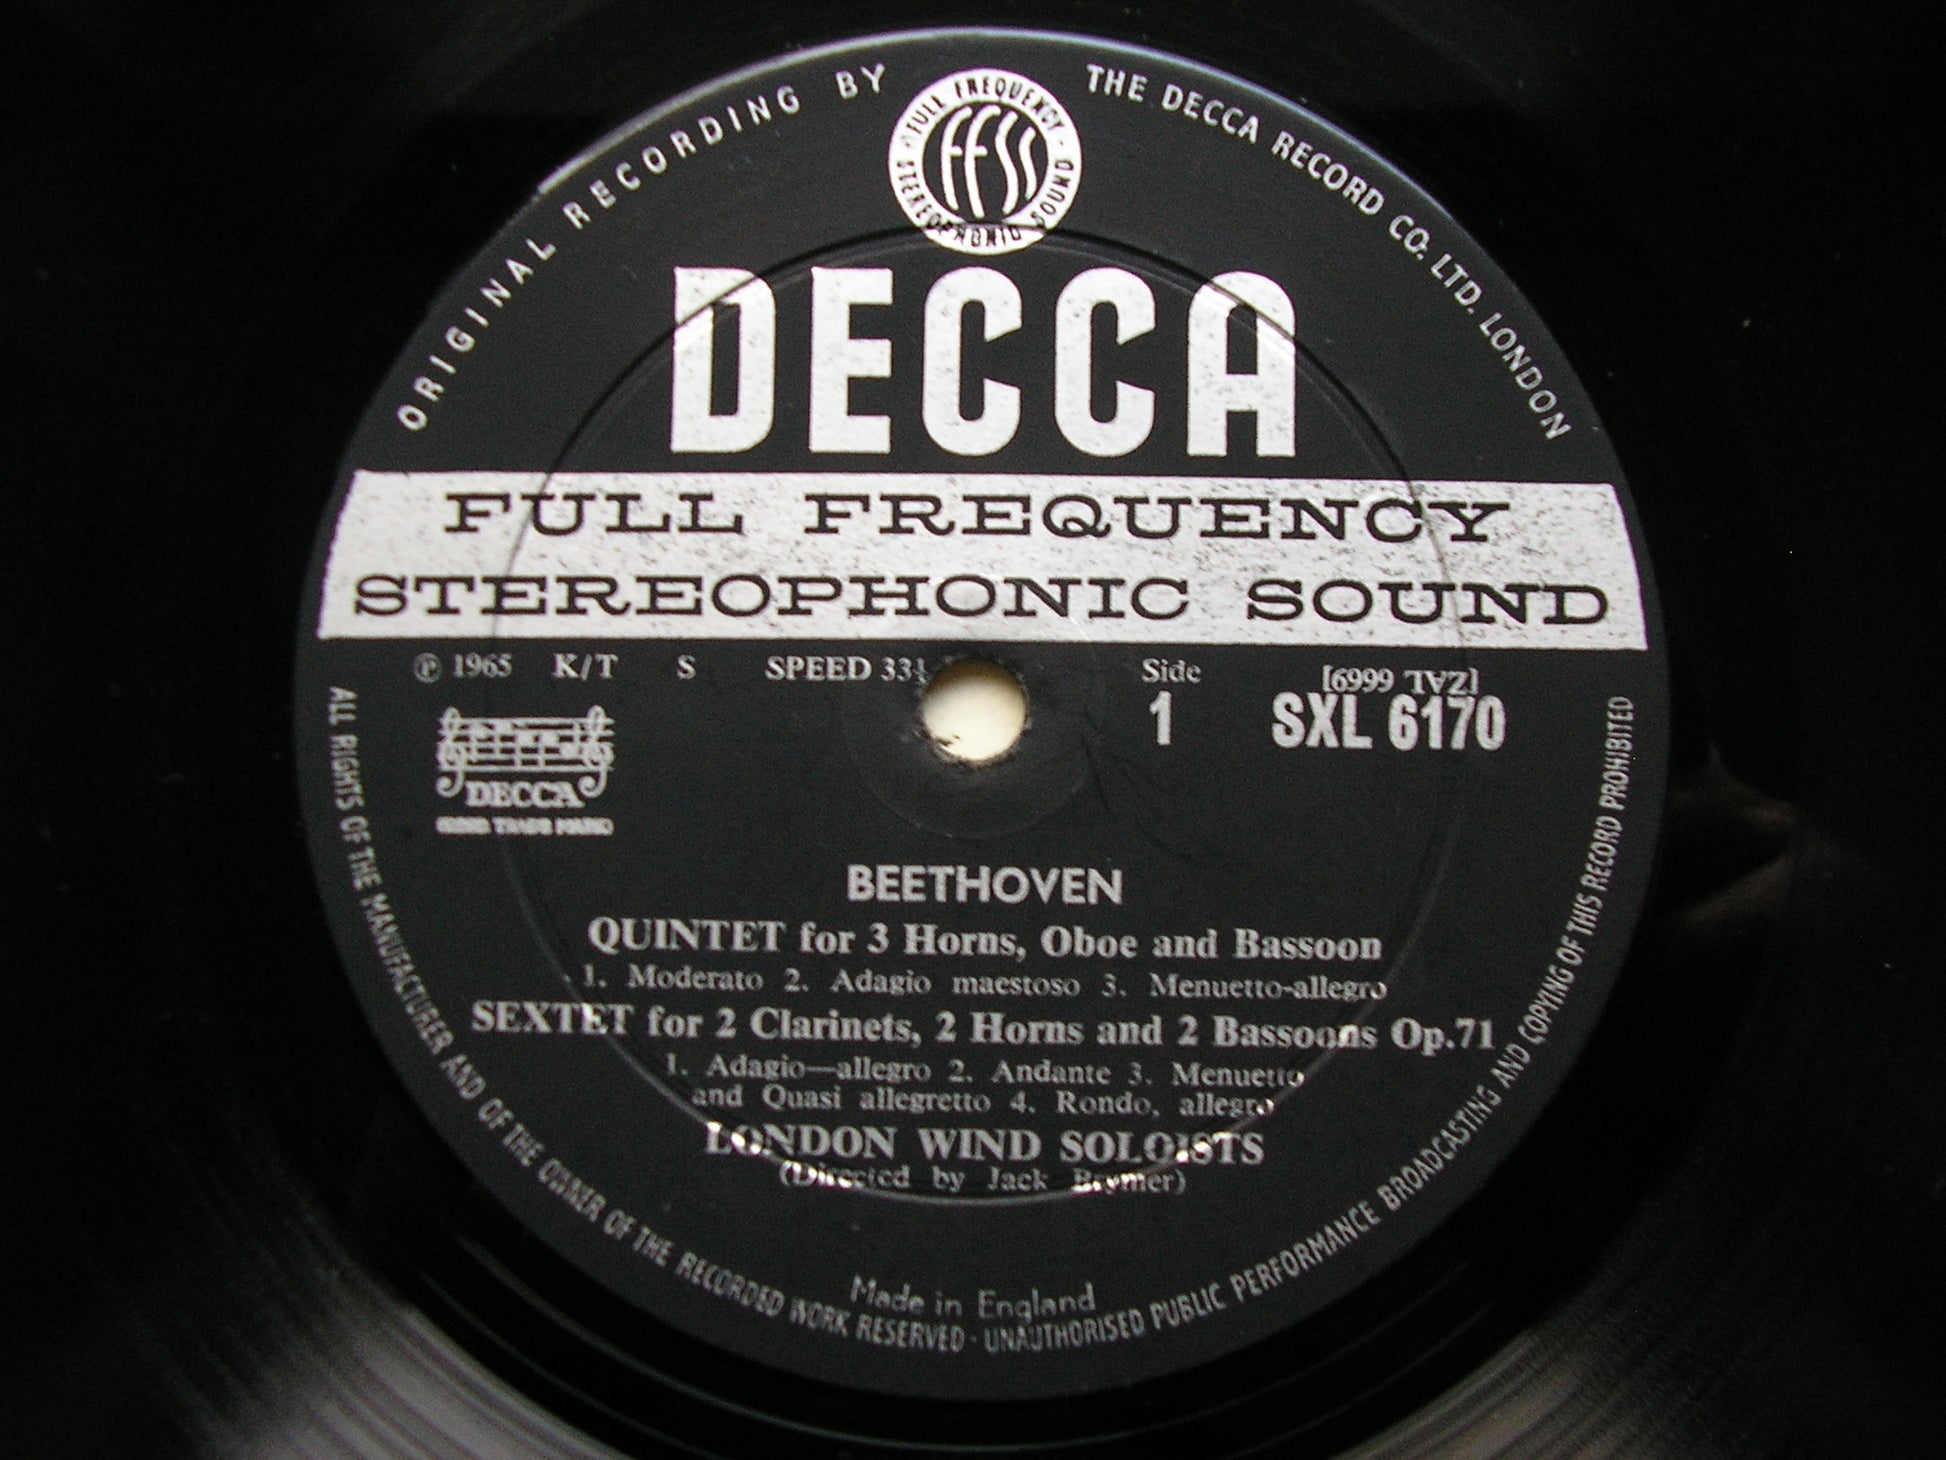 ORIGINAL RECORDING BY
THE DECCA RECORD CO. LTD. LONDON
FULL FREQUENCY STEREOPHONIC SOUND
FFSS
DECCA
FULL FREQUENCY
STEREOPHONIC SOUND
℗ 1965 K/T S SPEED 33⅓
Side
1
[ZAL 6999]
SXL 6170
DECCA
TRADE MARK
BEETHOVEN
QUINTET for 3 Horns, Oboe and Bassoon
1. Moderato 2. Adagio maestoso 3. Menuetto-allegro
SEXTET for 2 Clarinets, 2 Horns and 2 Bassoons Op.71
1. Adagio—allegro 2. Andante 3. Menuetto
and Quasi allegretto 4. Rondo, allegro
LONDON WIND SOLOISTS
(Directed by Jack Brymer)
Made in England
ALL RIGHTS OF THE MANUFACTURER AND OF THE OWNER OF THE RECORDED WORK RESERVED · UNAUTHORISED PUBLIC PERFORMANCE BROADCASTING AND COPYING OF THIS RECORD PROHIBITED